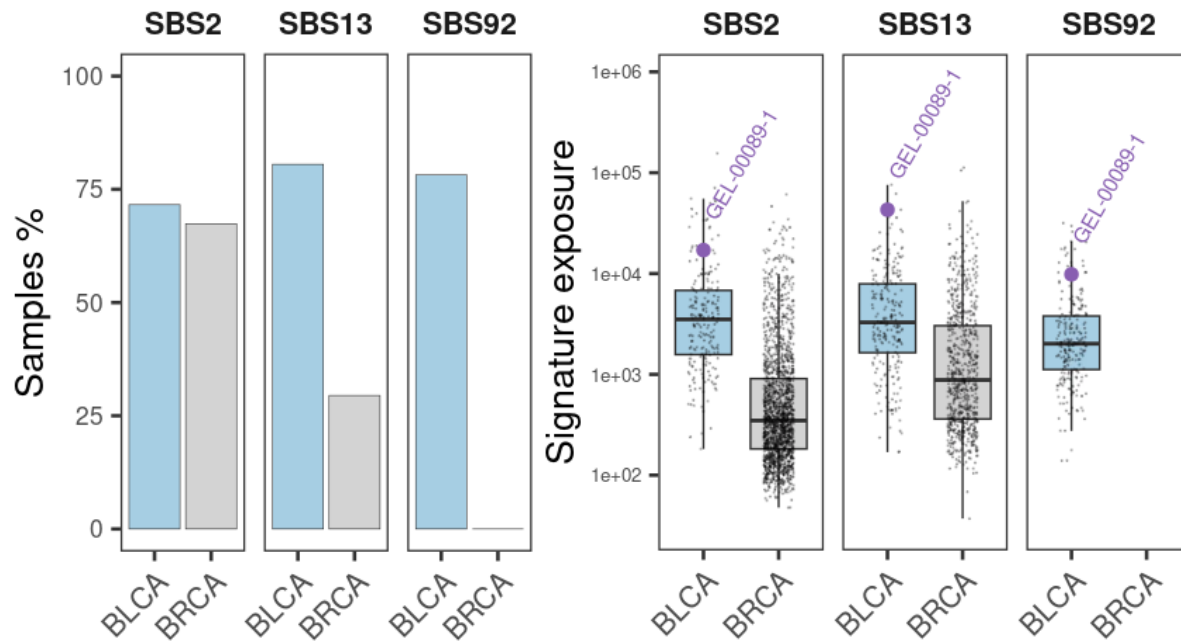 SBS2 SBS13 SBS92
Samples %
100
75
50
25
0
BLCA BRCA BLCA BRCA BLCA BRCA
SBS2 SBS13 SBS92
Signature exposure
1e+06
1e+05
1e+04
1e+03
1e+02
GEL-00089-1 GEL-00089-1 GEL-00089-1
BLCA BRCA BLCA BRCA BLCA BRCA